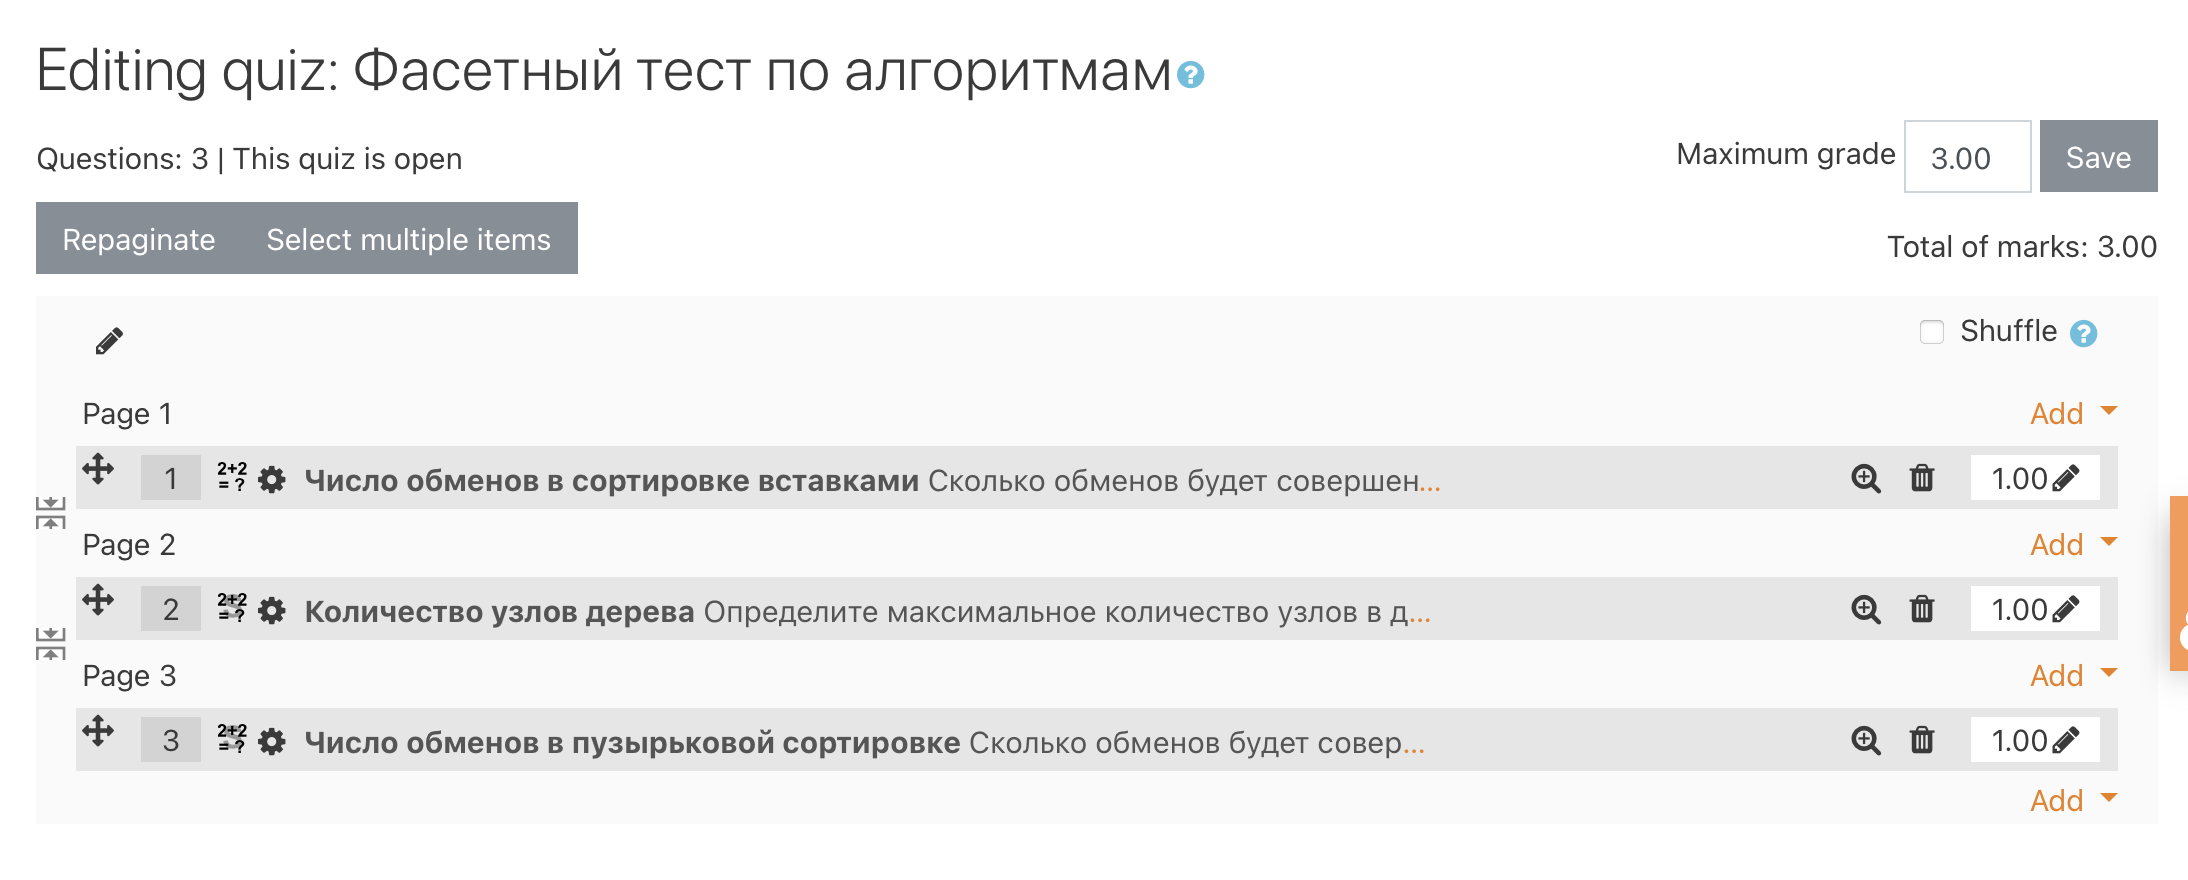 Editing quiz: Фасетный тест по алгоритмам
Questions: 3 | This quiz is open
Maximum grade 3.00 Save
Repaginate Select multiple items
Total of marks: 3.00
Shuffle
Page 1 Add
1 2+2 = ? Число обменов в сортировке вставками Сколько обменов будет совершен... 1.00
Page 2 Add
2 2+2 = ? Количество узлов дерева Определите максимальное количество узлов в д... 1.00
Page 3 Add
3 2+2 = ? Число обменов в пузырьковой сортировке Сколько обменов будет совер... 1.00
Add